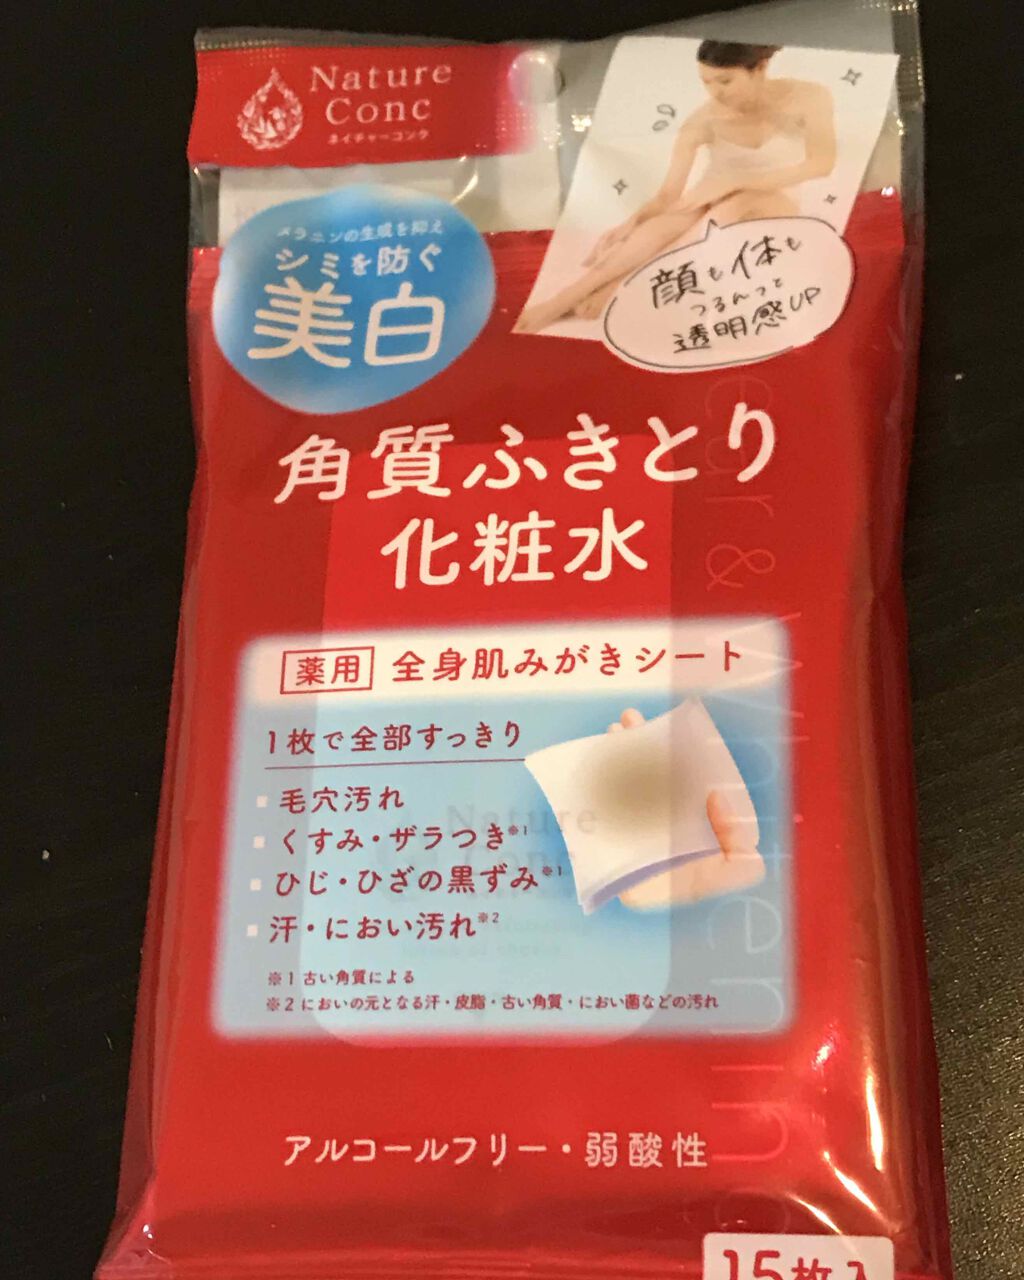 Nature
Conc
ネイチャーコンク
メラニンの生成を抑え
シミを防ぐ
美白
顔も体も
つるんっと
透明感UP
角質ふきとり
化粧水
薬用 全身肌みがきシート
1枚で全部すっきり
毛穴汚れ
くすみ・ザラつき※1
ひじ・ひざの黒ずみ※1
汗・におい汚れ※2
※1 古い角質による
※2 においの元となる汗・皮脂・古い角質・におい菌などの汚れ
Nature
Conc
アルコールフリー・弱酸性
15枚入